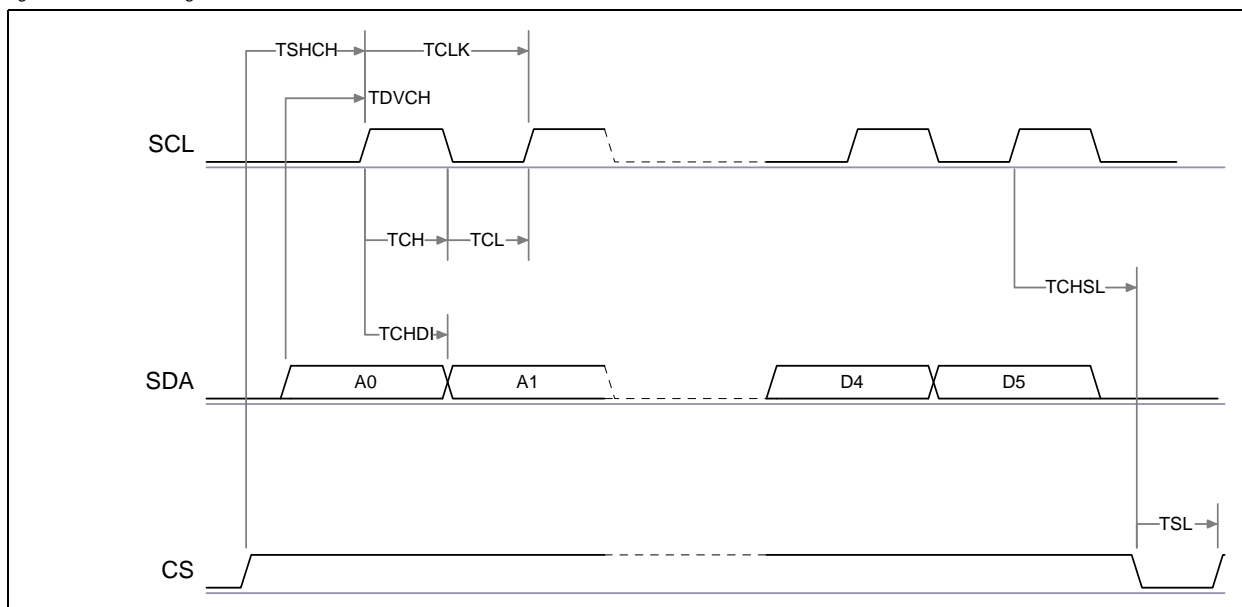 TSHCH TCLK
TDVCH
SCL
TCH TCL
TCHSL
TCHDI
SDA A0 A1 D4 D5
TSL
CS